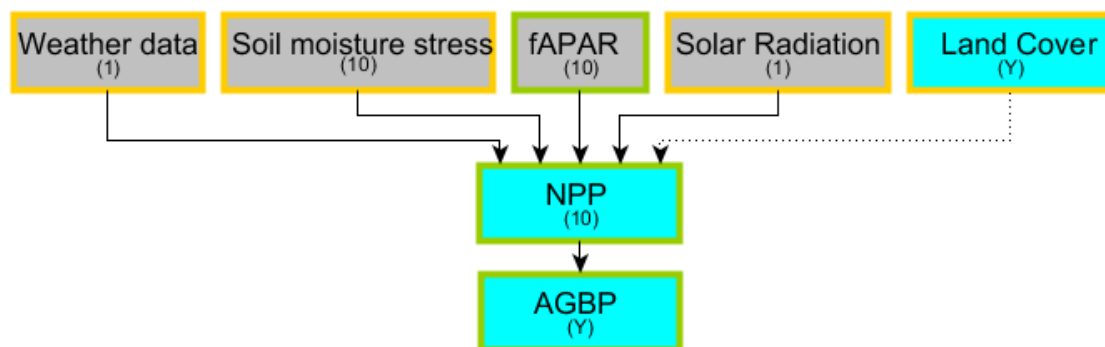 Weather data
(1)
Soil moisture stress
(10)
fAPAR
(10)
Solar Radiation
(1)
Land Cover
(Y)
NPP
(10)
AGBP
(Y)